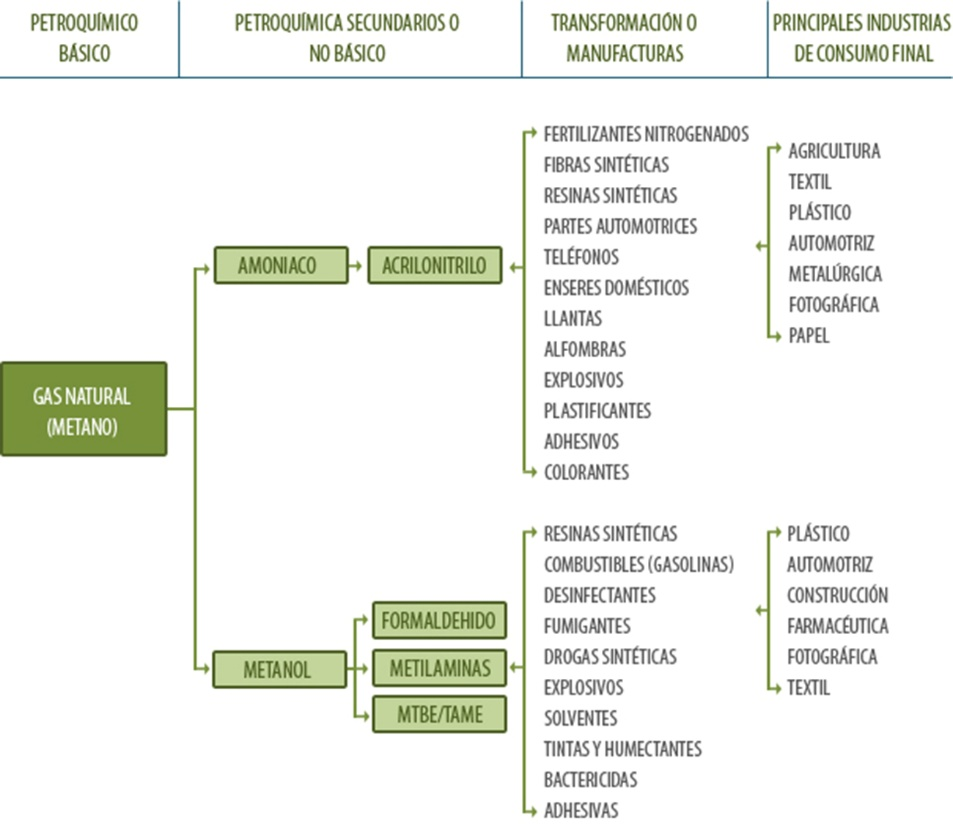 PETROQUÍMICO
BÁSICO
PETROQUÍMICA SECUNDARIOS O
NO BÁSICO
TRANSFORMACIÓN O
MANUFACTURAS
PRINCIPALES INDUSTRIAS
DE CONSUMO FINAL
GAS NATURAL
(METANO)
AMONIACO
ACRILONITRILO
FERTILIZANTES NITROGENADOS
FIBRAS SINTÉTICAS
RESINAS SINTÉTICAS
PARTES AUTOMOTRICES
TELÉFONOS
ENSERES DOMÉSTICOS
LLANTAS
ALFOMBRAS
EXPLOSIVOS
PLASTIFICANTES
ADHESIVOS
COLORANTES
AGRICULTURA
TEXTIL
PLÁSTICO
AUTOMOTRIZ
METALÚRGICA
FOTOGRÁFICA
PAPEL
METANOL
FORMALDEHIDO
METILAMINAS
MTBE/TAME
RESINAS SINTÉTICAS
COMBUSTIBLES (GASOLINAS)
DESINFECTANTES
FUMIGANTES
DROGAS SINTÉTICAS
EXPLOSIVOS
SOLVENTES
TINTAS Y HUMECTANTES
BACTERICIDAS
ADHESIVAS
PLÁSTICO
AUTOMOTRIZ
CONSTRUCCIÓN
FARMACÉUTICA
FOTOGRÁFICA
TEXTIL